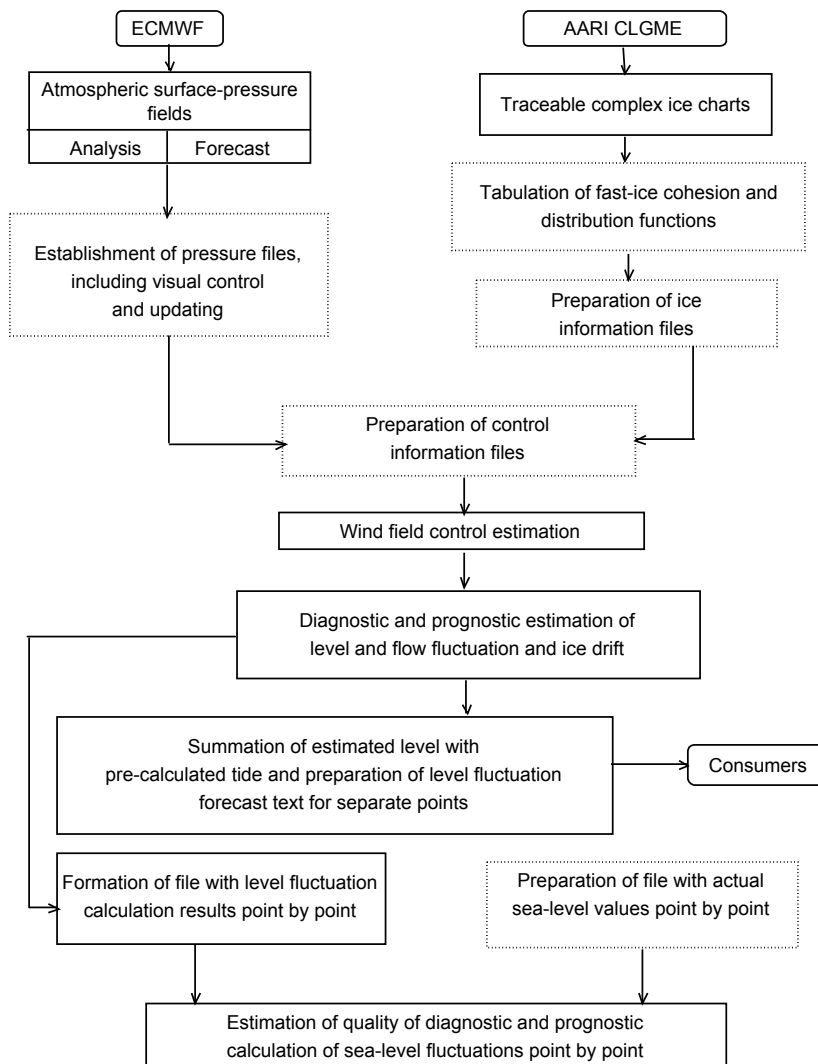 ECMWF
AARI CLGME
Atmospheric surface-pressure
fields
Analysis
Forecast
Traceable complex ice charts
Tabulation of fast-ice cohesion and
distribution functions
Establishment of pressure files,
including visual control
and updating
Preparation of ice
information files
Preparation of control
information files
Wind field control estimation
Diagnostic and prognostic estimation of
level and flow fluctuation and ice drift
Summation of estimated level with
pre-calculated tide and preparation of level fluctuation
forecast text for separate points
Consumers
Formation of file with level fluctuation
calculation results point by point
Preparation of file with actual
sea-level values point by point
Estimation of quality of diagnostic and prognostic
calculation of sea-level fluctuations point by point